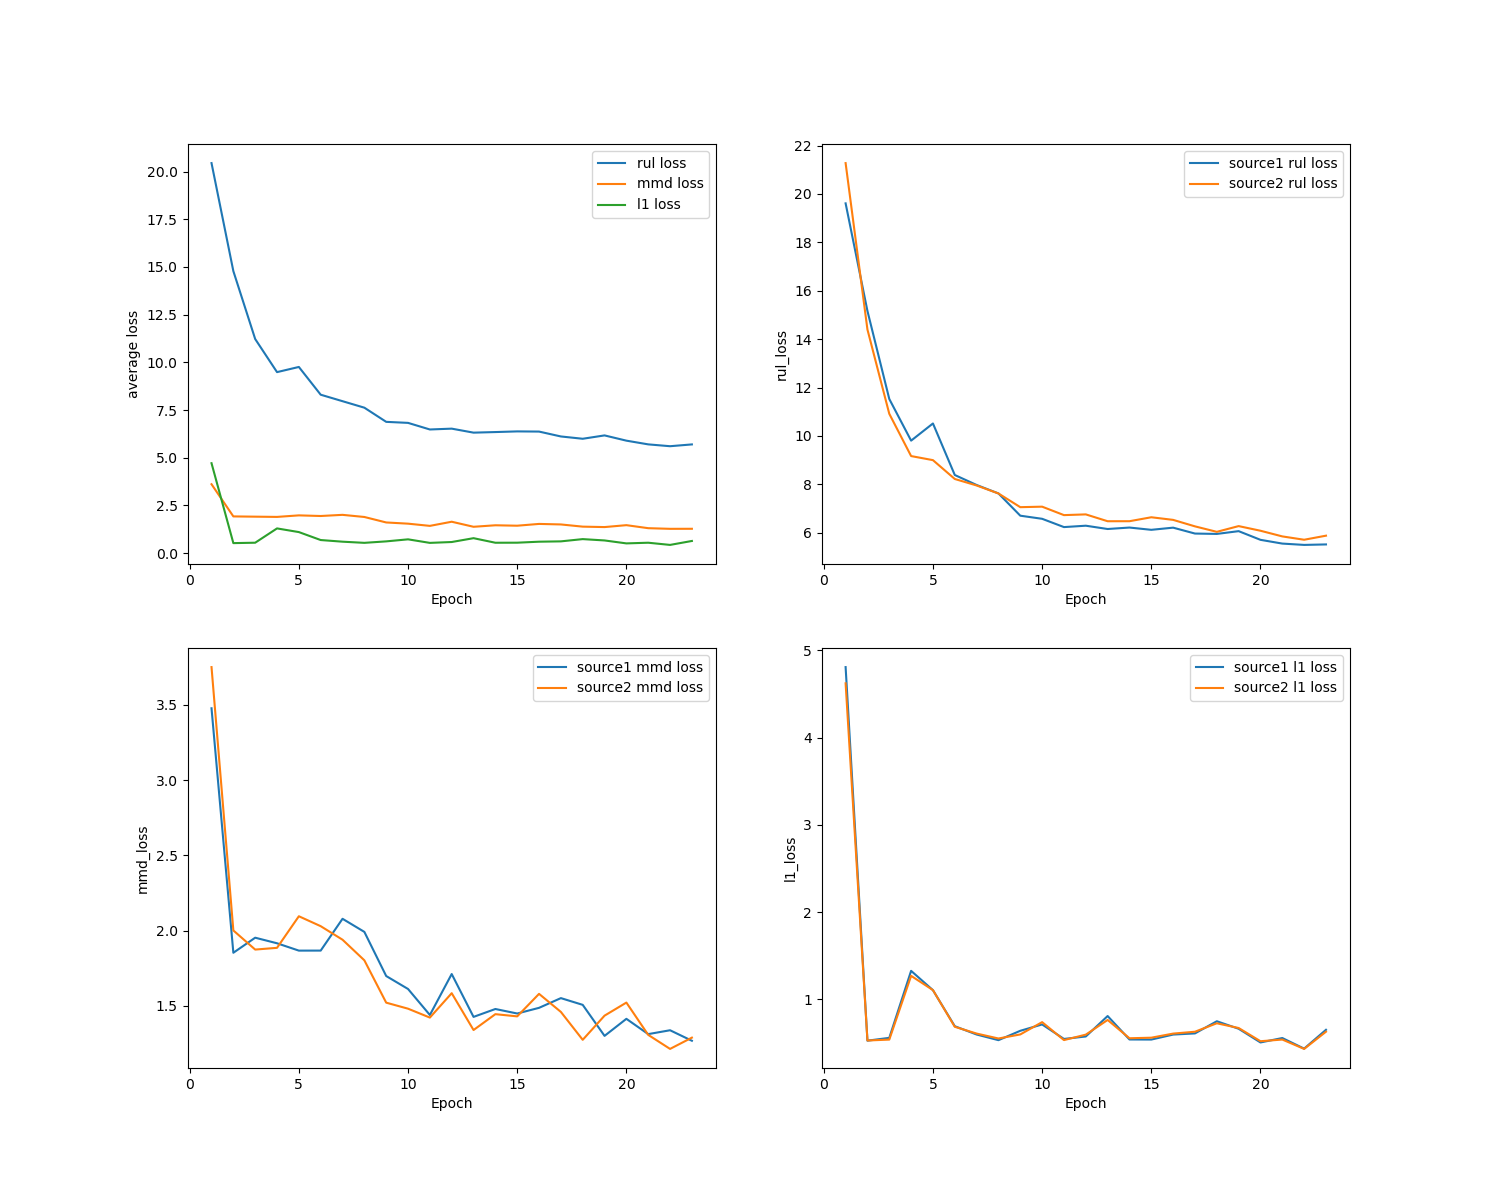 20.0
17.5
15.0
12.5
10.0
7.5
5.0
2.5
0.0
average loss
rul loss
mmd loss
l1 loss
0 5 10 15 20
Epoch
22
20
18
16
14
12
10
8
6
rul_loss
source1 rul loss
source2 rul loss
0 5 10 15 20
Epoch
3.5
3.0
2.5
2.0
1.5
mmd_loss
source1 mmd loss
source2 mmd loss
0 5 10 15 20
Epoch
5
4
3
2
1
l1_loss
source1 l1 loss
source2 l1 loss
0 5 10 15 20
Epoch